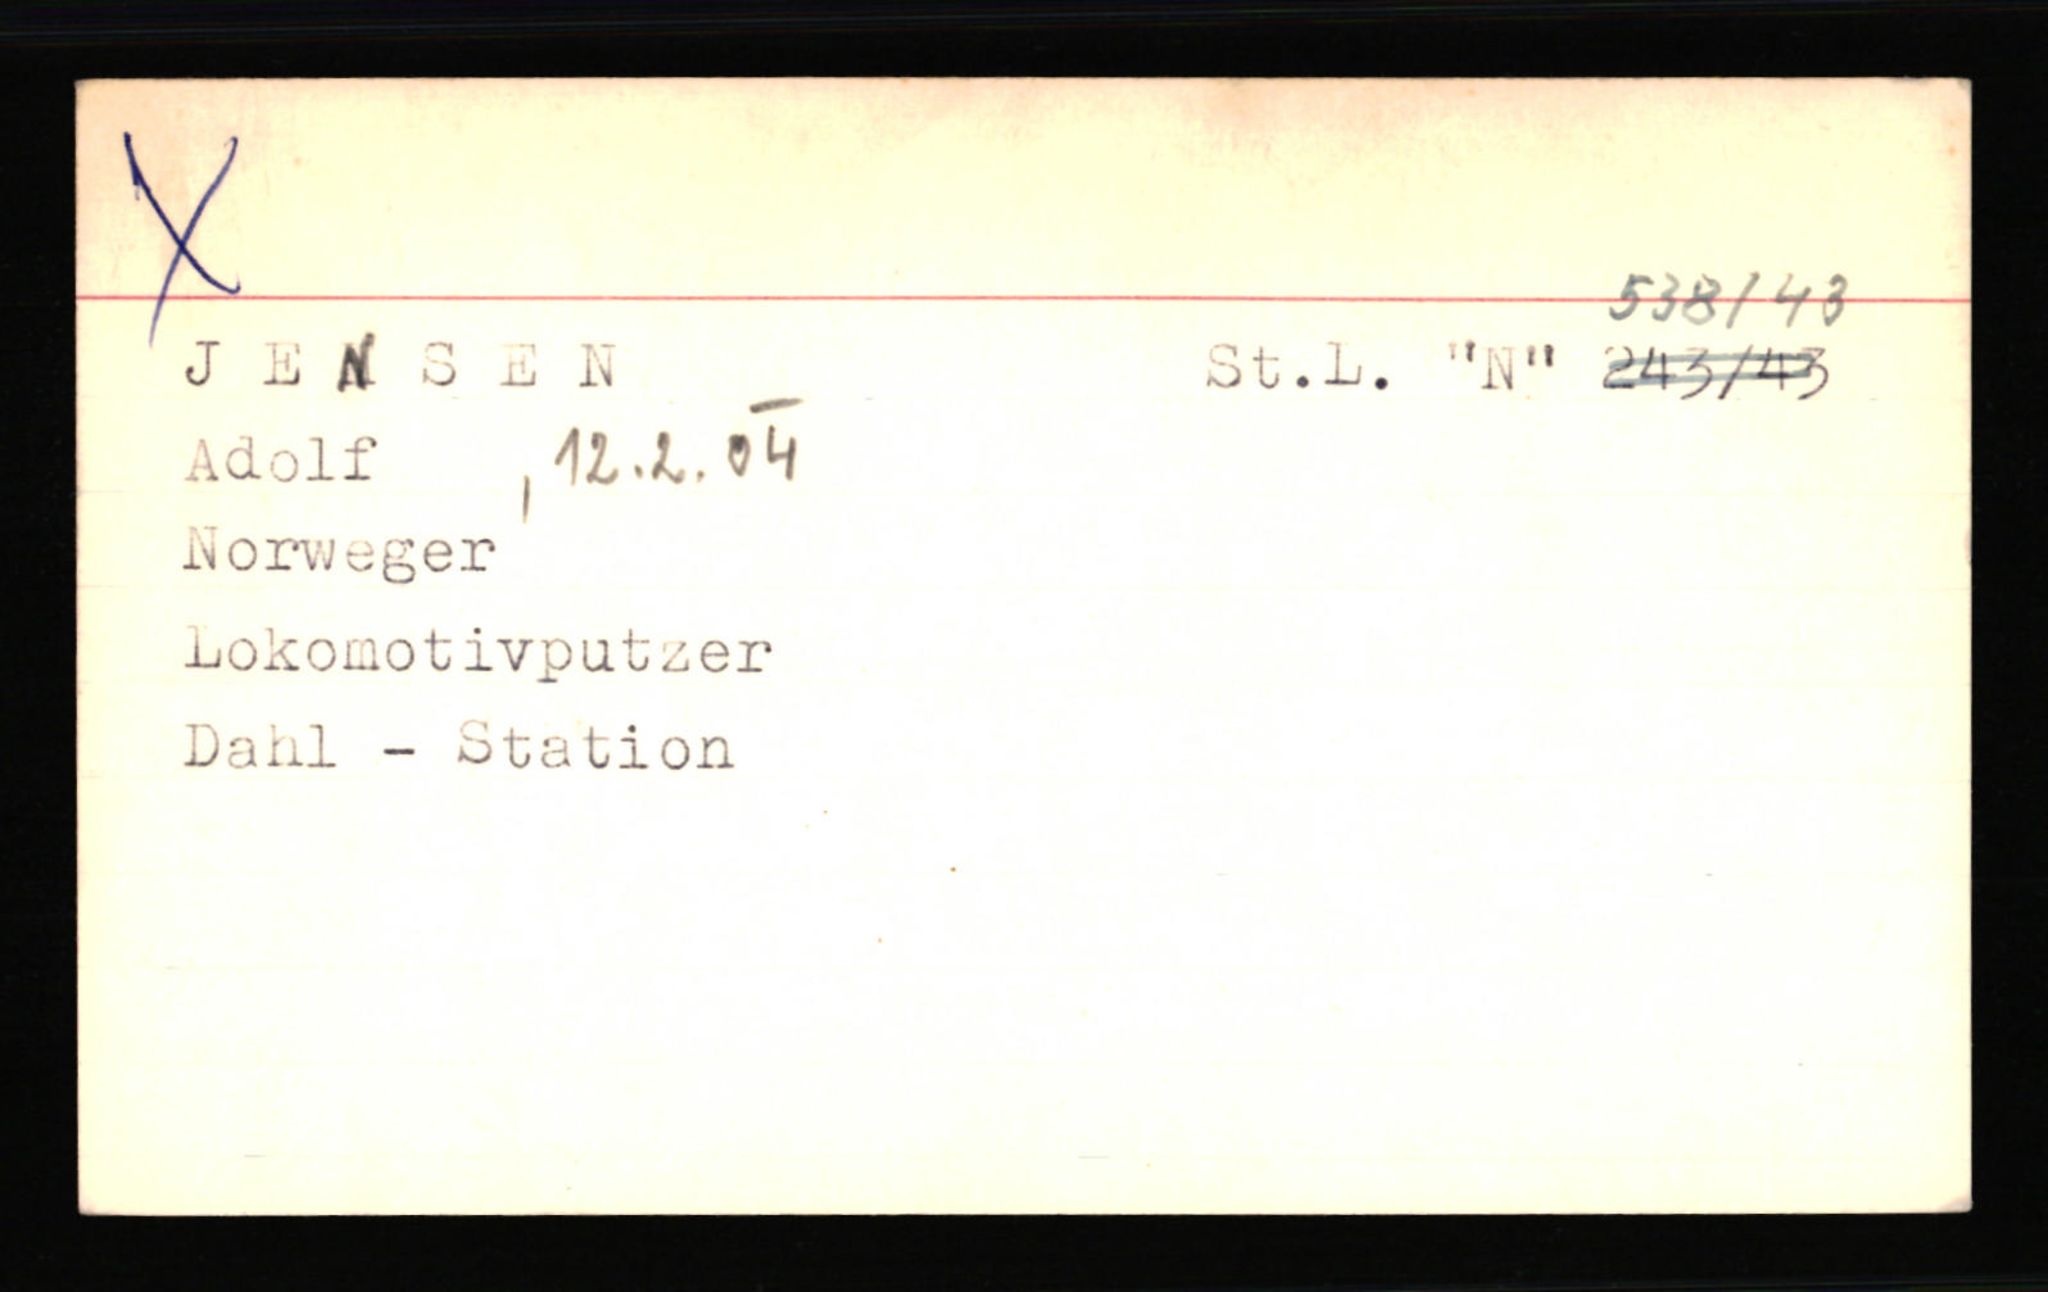 X
538/43
J E N S E N St.L. "N" 243/43
Adolf , 12.2.04
Norweger
Lokomotivputzer
Dahl - Station